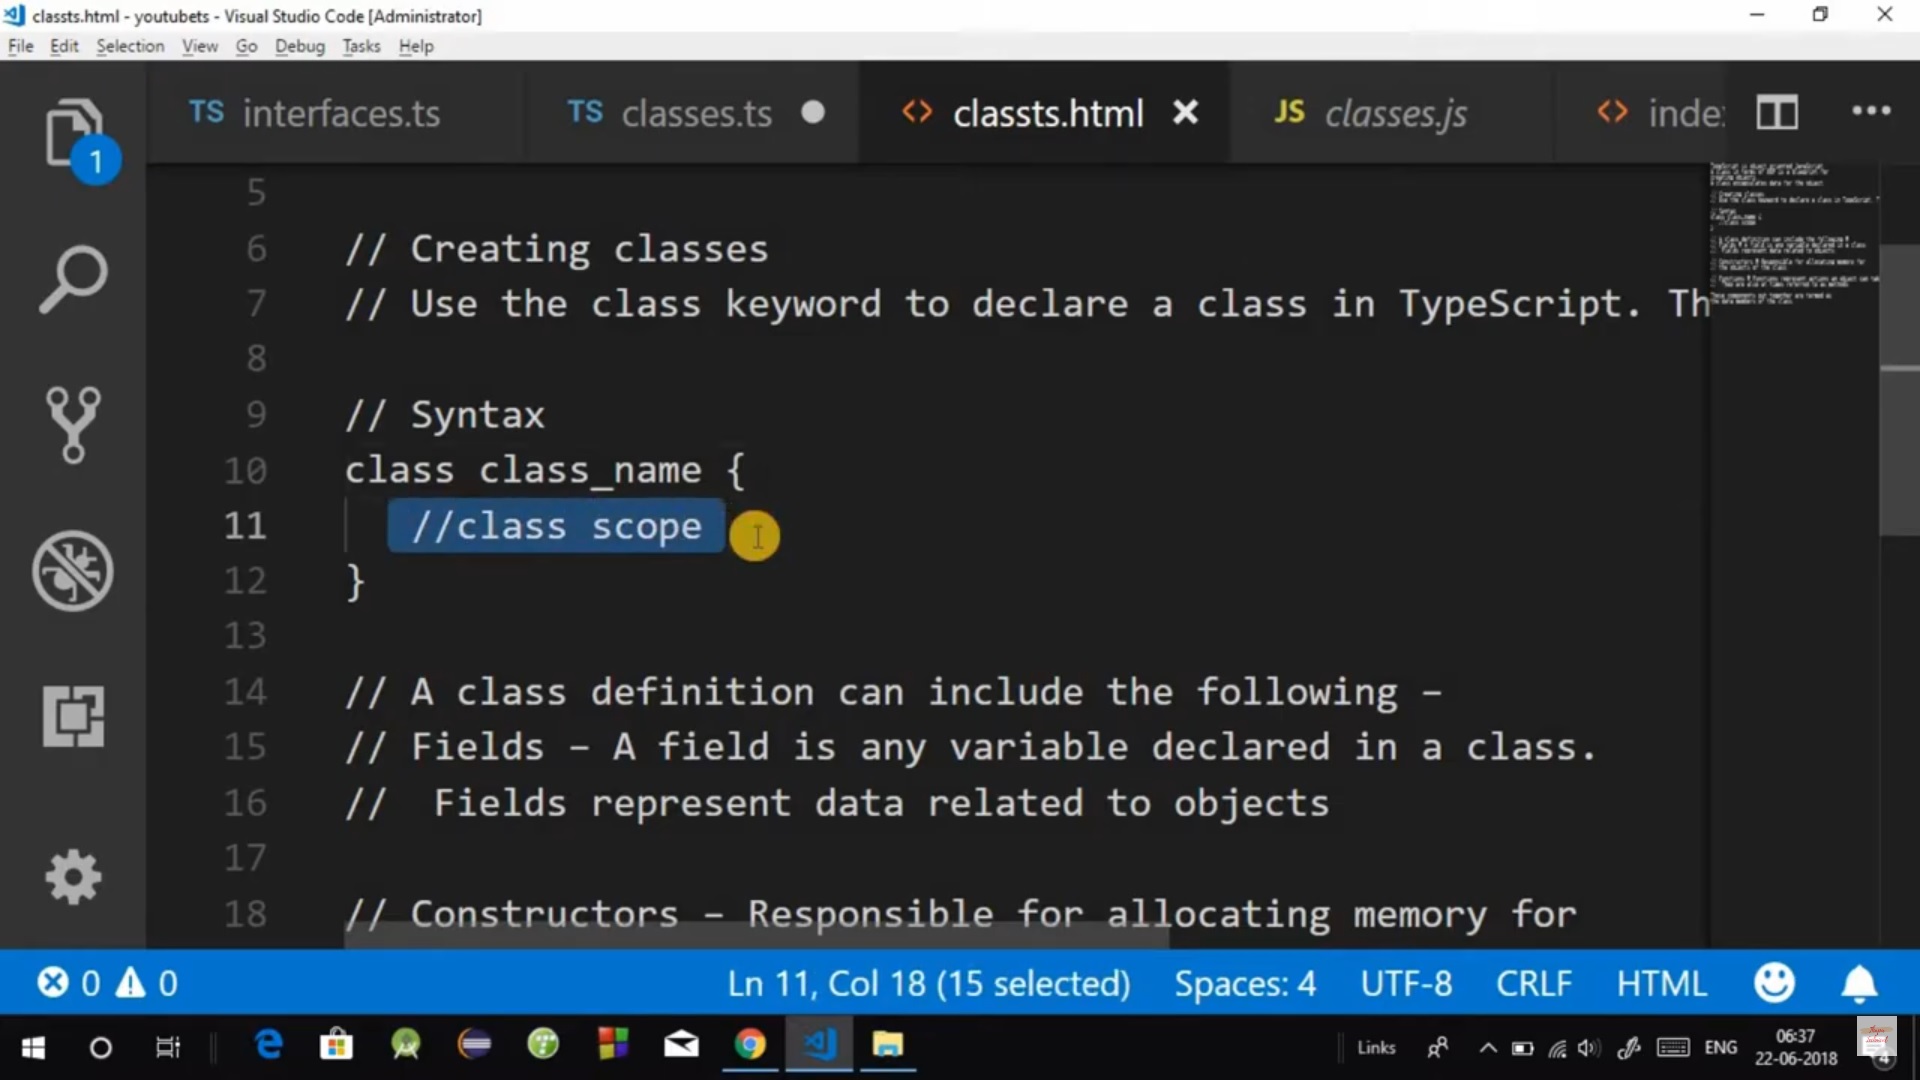 classts.html - youtubets - Visual Studio Code [Administrator]
File Edit Selection View Go Debug Tasks Help
TS interfaces.ts TS classes.ts <> classts.html JS classes.js <> inde
1
5
6 // Creating classes
7 // Use the class keyword to declare a class in TypeScript. Th
8
9 // Syntax
10 class class_name {
11 //class scope
12 }
13
14 // A class definition can include the following –
15 // Fields – A field is any variable declared in a class.
16 //  Fields represent data related to objects
17
18 // Constructors – Responsible for allocating memory for
0 0 Ln 11, Col 18 (15 selected) Spaces: 4 UTF-8 CRLF HTML
Links ENG 06:37
22-06-2018 4